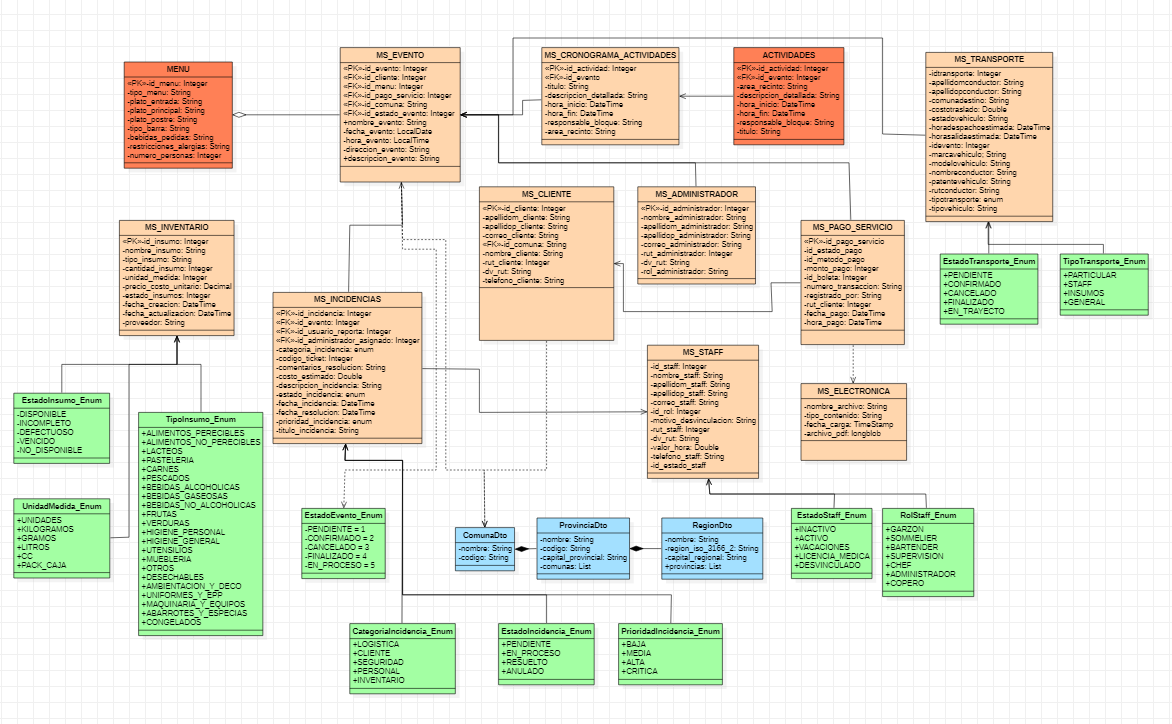 MENU
«PK»-id_menu: Integer
-tipo_menu: String
-plato_entrada: String
-plato_principal: String
-plato_postre: String
-tipo_barra: String
-bebidas_pedidas: String
-restricciones_alergias: String
-numero_personas: Integer
MS_EVENTO
«PK»-id_evento: Integer
«FK»-id_cliente: Integer
«FK»-id_menu: Integer
«FK»-id_pago_servicio: Integer
«FK»-id_comuna: String
«FK»-id_estado_evento: Integer
+nombre_evento: String
-fecha_evento: LocalDate
-hora_evento: LocalTime
-direccion_evento: String
+descripcion_evento: String
MS_CRONOGRAMA_ACTIVIDADES
«PK»-id_actividad: Integer
«FK»-id_evento
-titulo: String
-descripcion_detallada: String
-hora_inicio: DateTime
-hora_fin: DateTime
-responsable_bloque: String
-area_recinto: String
ACTIVIDADES
«PK»-id_actividad: Integer
«FK»-id_evento: Integer
-area_recinto: String
-descripcion_detallada: String
-hora_inicio: DateTime
-hora_fin: DateTime
-responsable_bloque: String
-titulo: String
MS_TRANSPORTE
-idtransporte: Integer
-apellidomconductor: String
-apellidopconductor: String
-comunadestino: String
-costotraslado: Double
-estadovehiculo: String
-horadespachoestimada: DateTime
-horasalidaestimada: DateTime
-idevento: Integer
-marcavehiculo: String
-modelovehiculo: String
-nombreconductor: String
-patentevehiculo: String
-rutconductor: String
-tipotransporte: enum
-tipovehiculo: String
MS_CLIENTE
«PK»-id_cliente: Integer
-apellidom_cliente: String
-apellidop_cliente: String
-correo_cliente: String
«FK»-id_comuna: String
-nombre_cliente: String
-rut_cliente: Integer
-dv_rut: String
-telefono_cliente: String
MS_ADMINISTRADOR
«PK»-id_administrador: Integer
-nombre_administrador: String
-apellidom_administrador: String
-apellidop_administrador: String
-correo_administrador: String
-rut_administrador: Integer
-dv_rut: String
-rol_administrador: String
MS_INVENTARIO
«PK»-id_insumo: Integer
-nombre_insumo: String
-tipo_insumo: String
-cantidad_insumo: Integer
-unidad_medida: Integer
-precio_costo_unitario: Decimal
-estado_insumos: Integer
-fecha_creacion: DateTime
-fecha_actualizacion: DateTime
-proveedor: String
MS_PAGO_SERVICIO
«PK»-id_pago_servicio
-id_estado_pago
-id_metodo_pago
-monto_pago: Integer
-id_boleta: Integer
-numero_transaccion: String
-registrado_por: String
-rut_cliente: Integer
-fecha_pago: DateTime
-hora_pago: DateTime
EstadoTransporte_Enum
+PENDIENTE
+CONFIRMADO
+CANCELADO
+FINALIZADO
+EN_TRAYECTO
TipoTransporte_Enum
+PARTICULAR
+STAFF
+INSUMOS
+GENERAL
MS_INCIDENCIAS
«PK»-id_incidencia: Integer
«FK»-id_evento: Integer
«FK»-id_usuario_reporta: Integer
«FK»-id_administrador_asignado: Integer
-categoria_incidencia: enum
-codigo_ticket: Integer
-comentarios_resolucion: String
-costo_estimado: Double
-descripcion_incidencia: String
-estado_incidencia: enum
-fecha_incidencia: DateTime
-fecha_resolucion: DateTime
-prioridad_incidencia: enum
-titulo_incidencia: String
MS_STAFF
-id_staff: Integer
-nombre_staff: String
-apellidom_staff: String
-apellidop_staff: String
-correo_staff: String
-id_rol: Integer
-motivo_desvinculacion: String
-rut_staff: Integer
-dv_rut: String
-valor_hora: Double
-telefono_staff: String
-id_estado_staff
MS_ELECTRONICA
-nombre_archivo: String
-tipo_contenido: String
-fecha_carga: TimeStamp
-archivo_pdf: longblob
EstadoInsumo_Enum
-DISPONIBLE
-INCOMPLETO
-DEFECTUOSO
-VENCIDO
-NO_DISPONIBLE
TipoInsumo_Enum
+ALIMENTOS_PERECIBLES
+ALIMENTOS_NO_PERECIBLES
+LACTEOS
+PASTELERIA
+CARNES
+PESCADOS
+BEBIDAS_ALCOHOLICAS
+BEBIDAS_GASEOSAS
+BEBIDAS_NO_ALCOHOLICAS
+FRUTAS
+VERDURAS
+HIGIENE_PERSONAL
+HIGIENE_GENERAL
+UTENSILIOS
+MUEBLERIA
+OTROS
+DESECHABLES
+AMBIENTACION_Y_DECO
+UNIFORMES_Y_EPP
+MAQUINARIA_Y_EQUIPOS
+ABARROTES_Y_ESPECIAS
+CONGELADOS
UnidadMedida_Enum
+UNIDADES
+KILOGRAMOS
+GRAMOS
+LITROS
+CC
+PACK_CAJA
EstadoEvento_Enum
-PENDIENTE = 1
-CONFIRMADO = 2
-CANCELADO = 3
-FINALIZADO = 4
-EN_PROCESO = 5
ComunaDto
-nombre: String
-codigo: String
ProvinciaDto
-nombre: String
-codigo: String
-capital_provincial: String
-comunas: List
RegionDto
-nombre: String
-region_iso_3166_2: String
-capital_regional: String
+provincias: List
EstadoStaff_Enum
+INACTIVO
+ACTIVO
+VACACIONES
+LICENCIA_MEDICA
+DESVINCULADO
RolStaff_Enum
+GARZON
+SOMMELIER
+BARTENDER
+SUPERVISION
+CHEF
+ADMINISTRADOR
+COPERO
CategoriaIncidencia_Enum
+LOGISTICA
+CLIENTE
+SEGURIDAD
+PERSONAL
+INVENTARIO
EstadoIncidencia_Enum
+PENDIENTE
+EN_PROCESO
+RESUELTO
+ANULADO
PrioridadIncidencia_Enum
+BAJA
+MEDIA
+ALTA
+CRITICA